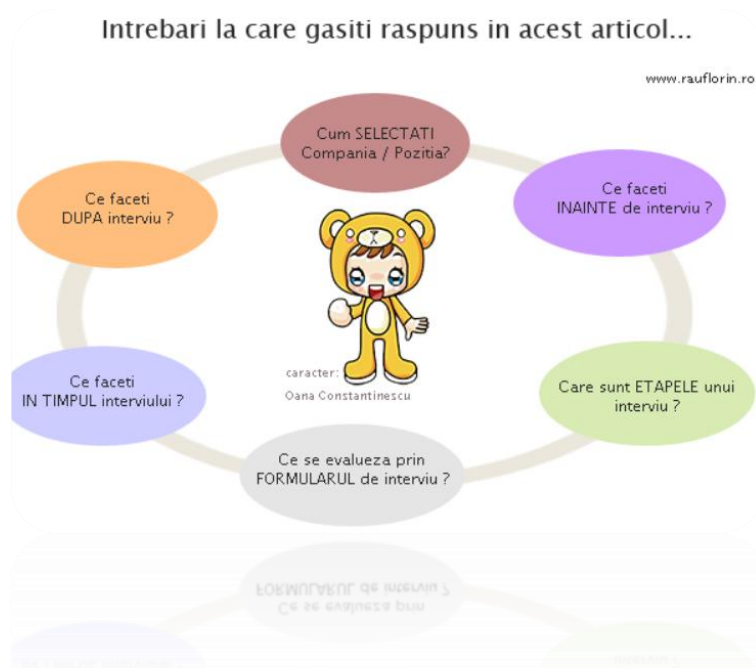 Intrebari la care gasiti raspuns in acest articol...
www.rauflorin.ro
Cum SELECTATI
Compania / Pozitia?
Ce faceti
INAINTE de interviu ?
Care sunt ETAPELE unui
interviu ?
Ce se evalueza prin
FORMULARUL de interviu ?
Ce faceti
IN TIMPUL interviului ?
Ce faceti
DUPA interviu ?
caracter:
Oana Constantinescu